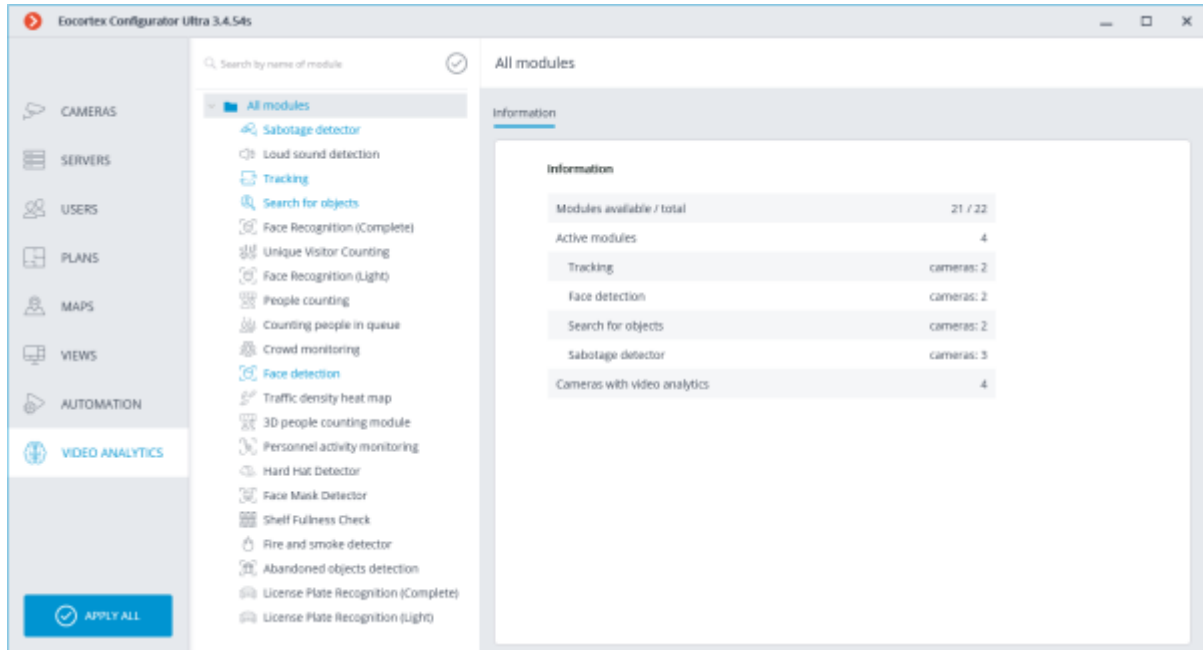 Eocortex Configurator Ultra 3.4.54s
CAMERAS
SERVERS
USERS
PLANS
MAPS
VIEWS
AUTOMATION
VIDEO ANALYTICS
APPLY ALL
Search by name of module
All modules
Sabotage detector
Loud sound detection
Tracking
Search for objects
Face Recognition (Complete)
Unique Visitor Counting
Face Recognition (Light)
People counting
Counting people in queue
Crowd monitoring
Face detection
Traffic density heat map
3D people counting module
Personnel activity monitoring
Hard Hat Detector
Face Mask Detector
Shelf Fullness Check
Fire and smoke detector
Abandoned objects detection
License Plate Recognition (Complete)
License Plate Recognition (Light)
All modules
Information
Information
Modules available / total 21 / 22
Active modules 4
Tracking cameras: 2
Face detection cameras: 2
Search for objects cameras: 2
Sabotage detector cameras: 3
Cameras with video analytics 4